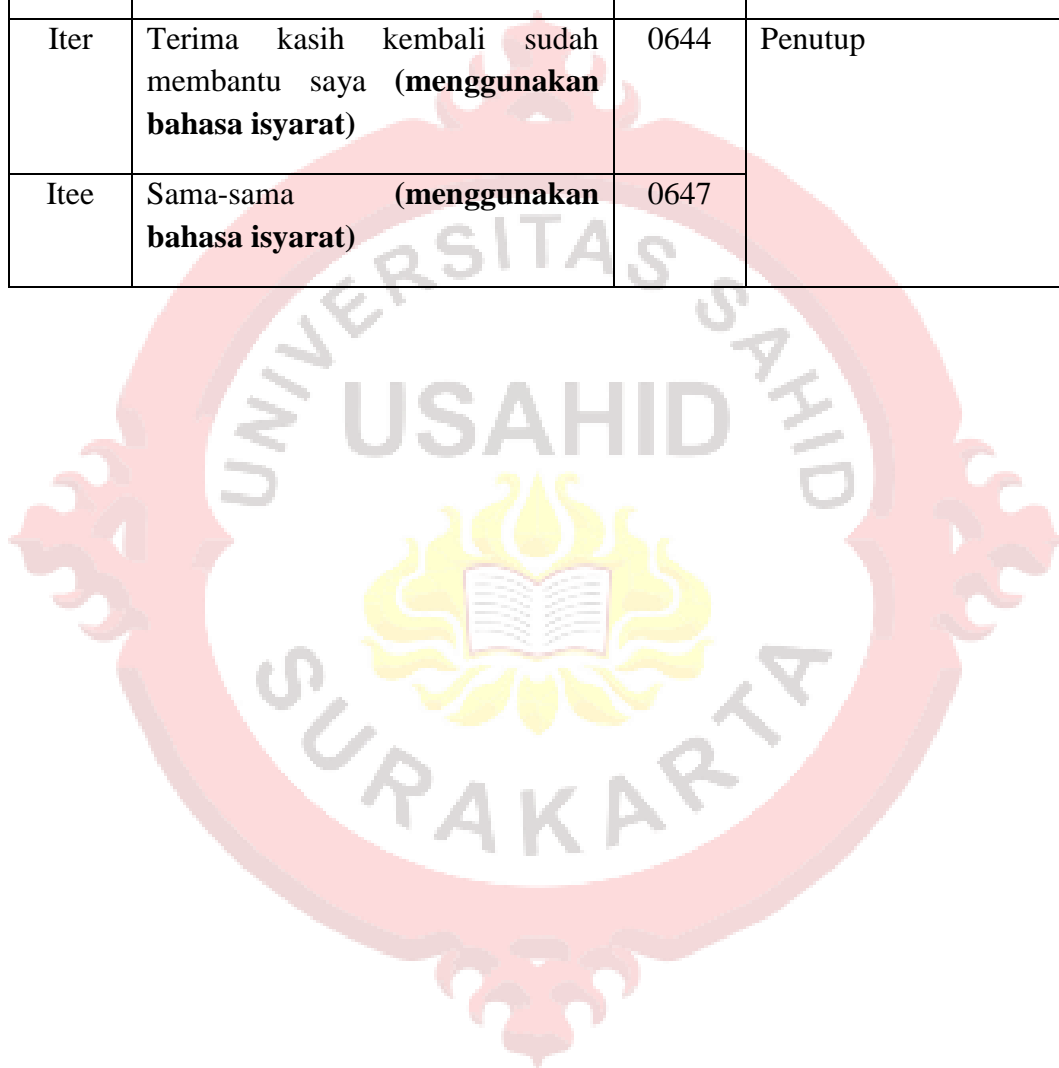 Iter Terima kasih kembali sudah 0644 Penutup
membantu saya (menggunakan
bahasa isyarat)
Itee Sama-sama (menggunakan 0647
bahasa isyarat)
UNIVERSITAS SAHID
USAHID
SURAKARTA